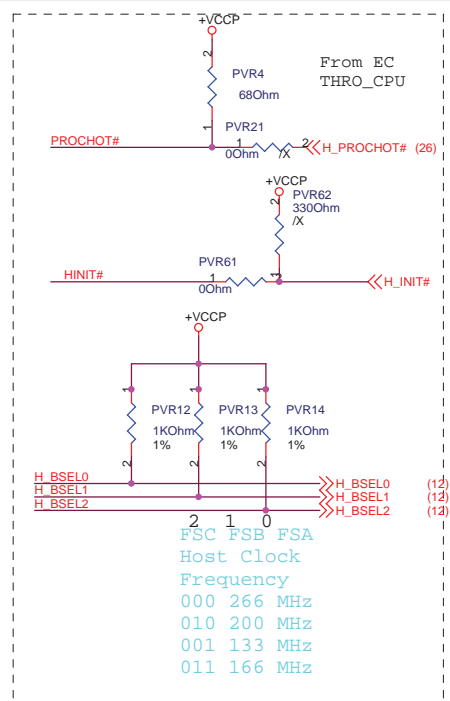 +VCCP
2
From EC
THRO_CPU
PVR4
68Ohm
1
PVR21
PROCHOT#
1
2
H_PROCHOT# (26)
0Ohm
/X
+VCCP
2
PVR62
330Ohm
/X
PVR61
HINIT#
1
H_INIT#
0Ohm
+VCCP
1
1
1
PVR12
PVR13
PVR14
1KOhm
1KOhm
1KOhm
1%
1%
1%
2
2
2
H_BSEL0
H_BSEL0 (12)
H_BSEL1
H_BSEL1 (12)
H_BSEL2
H_BSEL2 (12)
2 1 0
FSC FSB FSA
Host Clock
Frequency
000 266 MHz
010 200 MHz
001 133 MHz
011 166 MHz